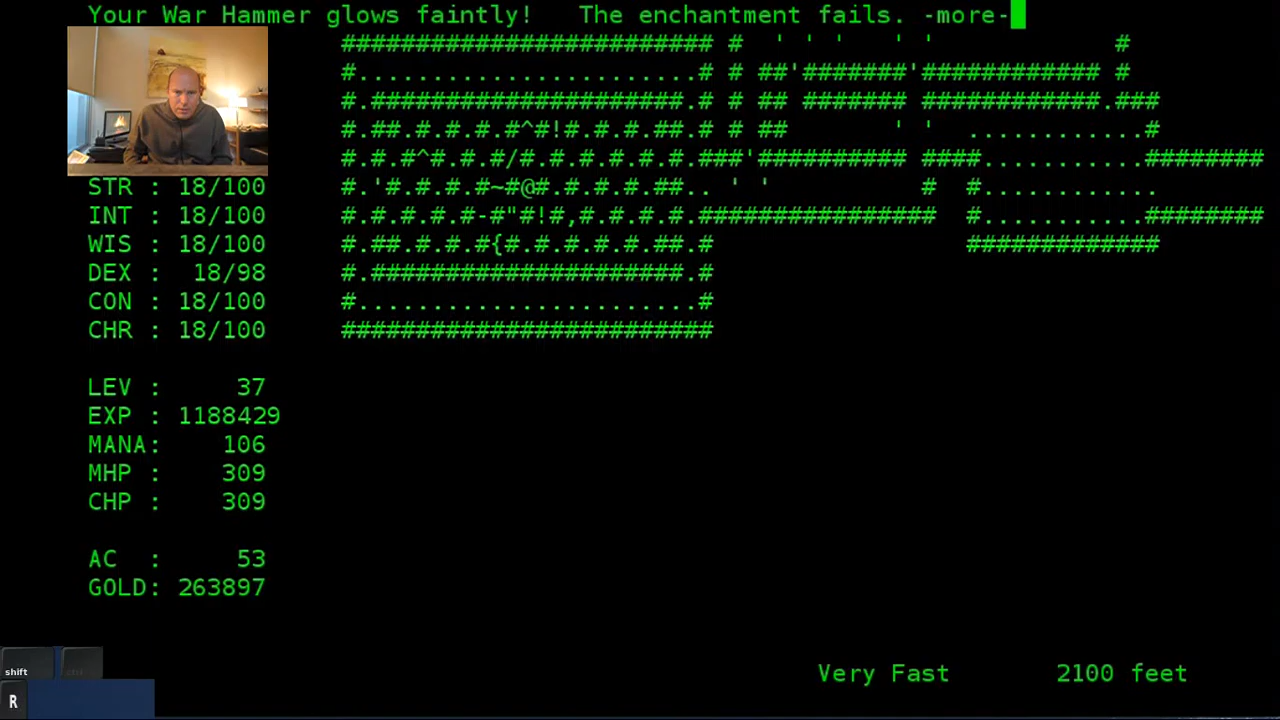 Your War Hammer glows faintly!   The enchantment fails. -more-
######################### #  ' ' '   ' '            #
#.......................# # ##'#######'############ #
#.#####################.# # ## ####### ############.###
#.##.#.#.#.#^#!#.#.#.##.# # ##       ' '  ............#
#.#.#^#.#.#/#.#.#.#.#.#.###'########## ####...........########
STR : 18/100 #.'#.#.#.#~#@#.#.#.#.##.. ' '          #  #............
INT : 18/100 #.#.#.#.#-#"#!#,#.#.#.#.################  #...........########
WIS : 18/100 #.##.#.#.#{#.#.#.#.#.##.#                 #############
DEX :  18/98 #.#####################.#
CON : 18/100 #.......................#
CHR : 18/100 #########################
LEV :     37
EXP : 1188429
MANA:    106
MHP :    309
CHP :    309
AC  :     53
GOLD: 263897
shift
R
Very Fast      2100 feet